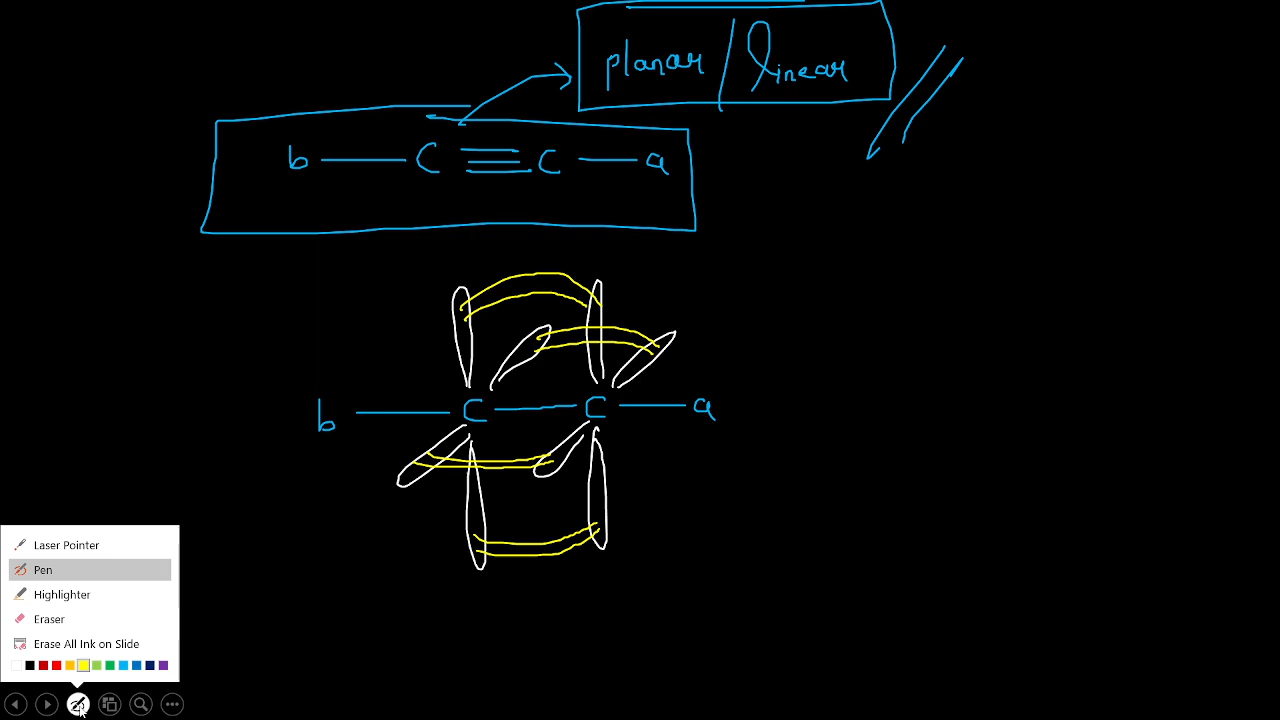 planar / linear
b — C ≡ C — a
b — C — C — a
Laser Pointer
Pen
Highlighter
Eraser
Erase All Ink on Slide